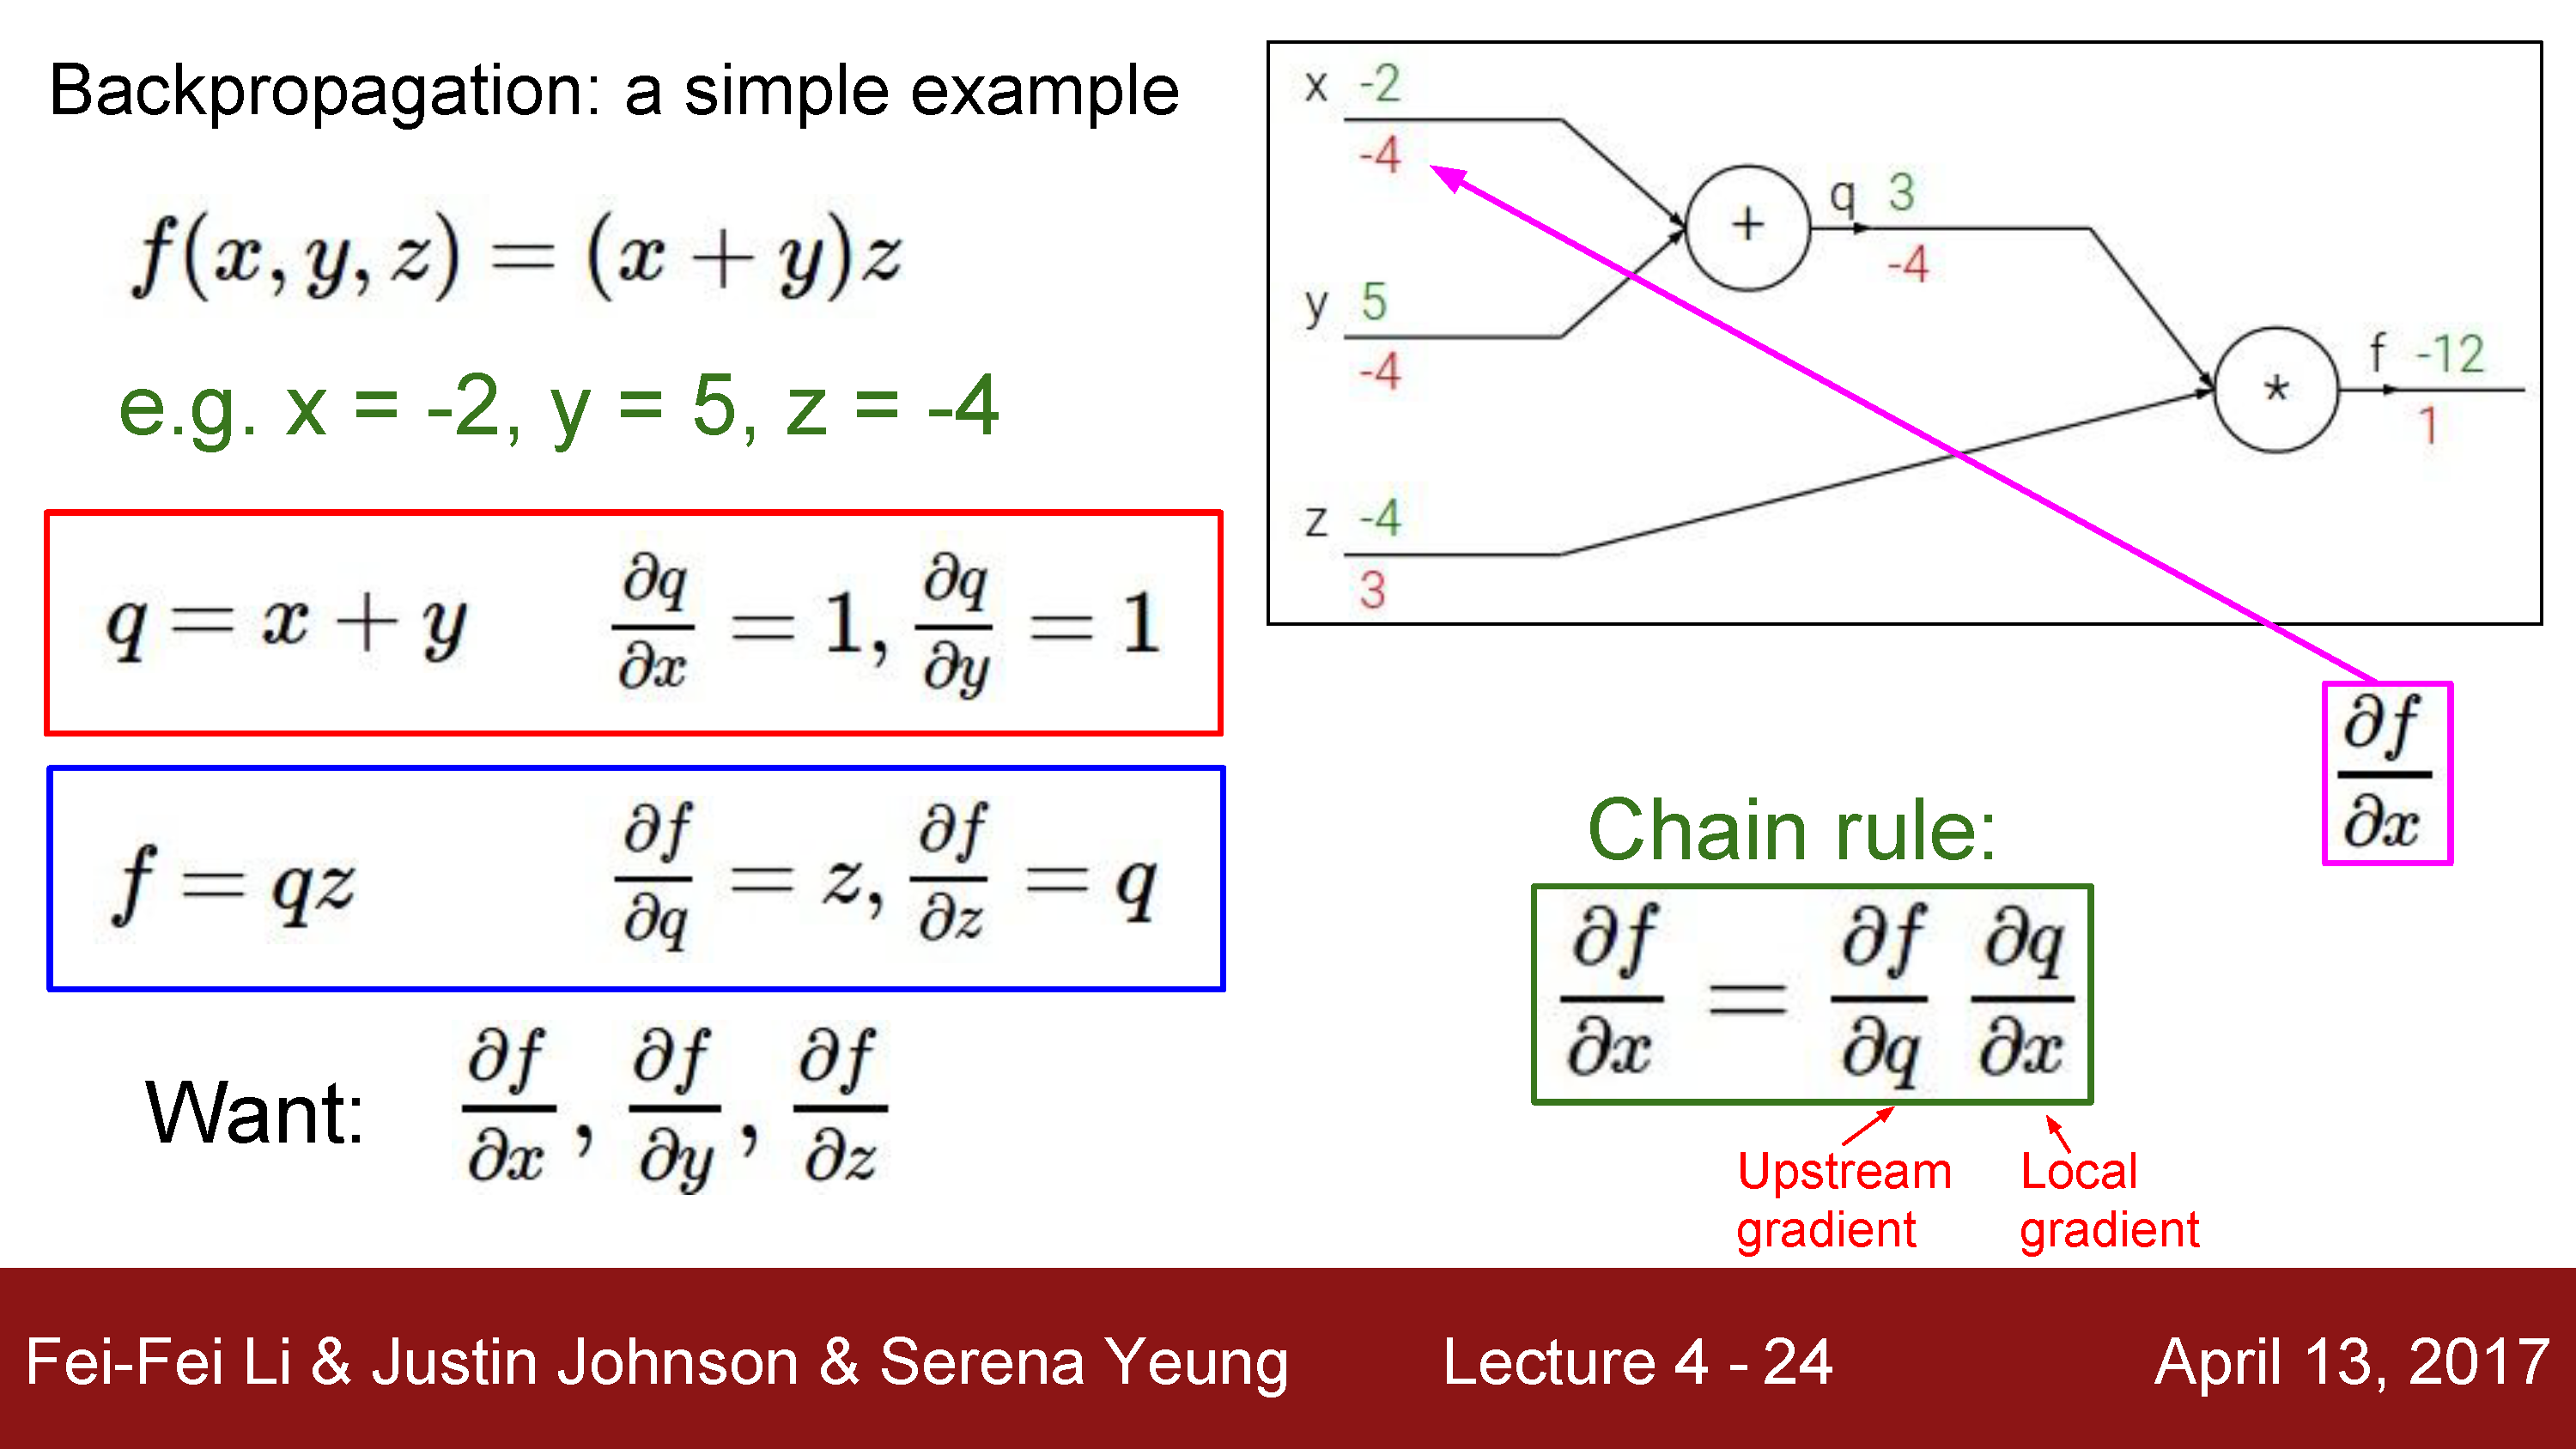 Backpropagation: a simple example
f(x, y, z) = (x + y)z
e.g. x = -2, y = 5, z = -4
q = x + y ∂q/∂x = 1, ∂q/∂y = 1
f = qz ∂f/∂q = z, ∂f/∂z = q
Want: ∂f/∂x, ∂f/∂y, ∂f/∂z
x -2
-4
y 5
-4
z -4
3
+
q 3
-4
*
f -12
1
∂f/∂x
Chain rule:
∂f/∂x = ∂f/∂q ∂q/∂x
Upstream
gradient
Local
gradient
Fei-Fei Li & Justin Johnson & Serena Yeung
Lecture 4 - 24
April 13, 2017